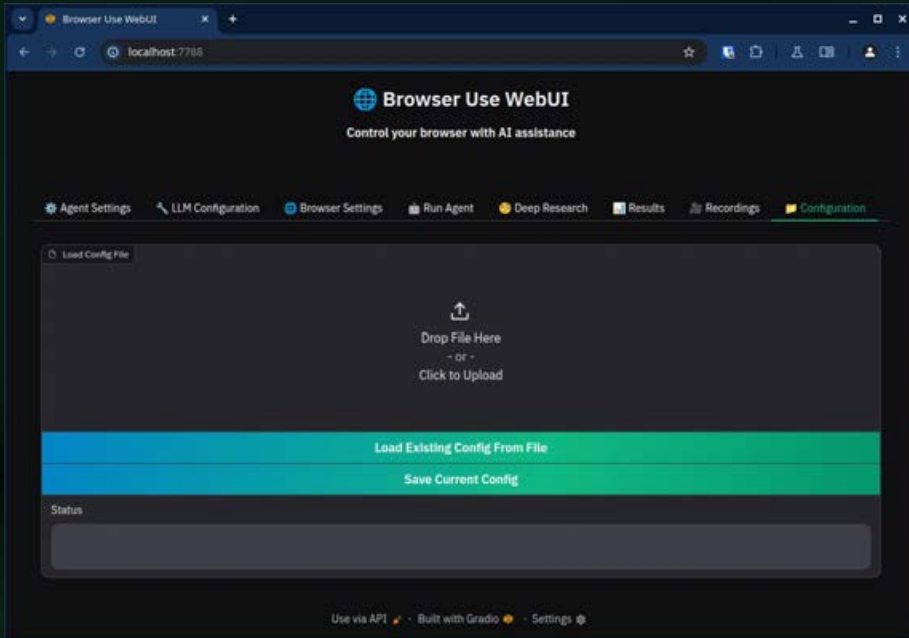 Browser Use WebUI
localhost:7788
Browser Use WebUI
Control your browser with AI assistance
Agent Settings LLM Configuration Browser Settings Run Agent Deep Research Results Recordings Configuration
Load Config File
Drop File Here
- or -
Click to Upload
Load Existing Config From File
Save Current Config
Status
Use via API · Built with Gradio · Settings